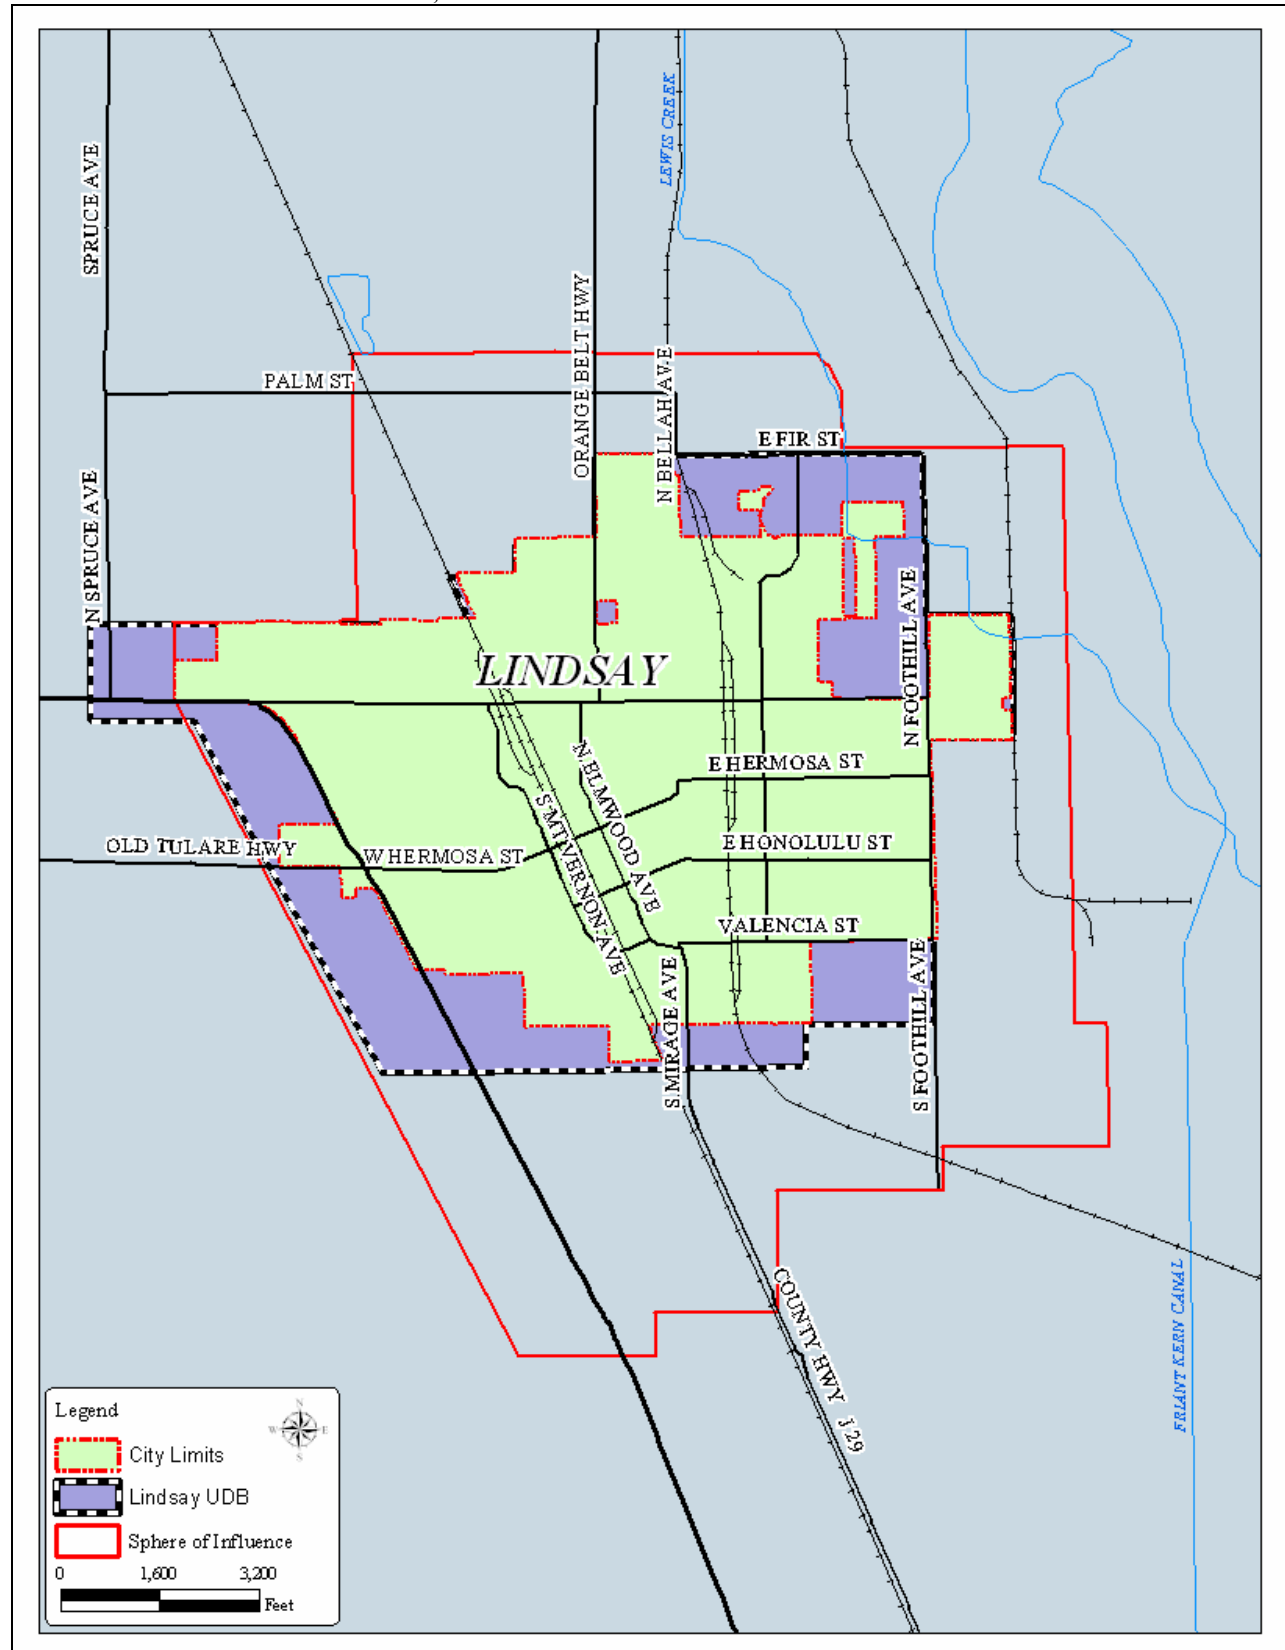 LEWIS CREEK
SPRUCE AVE
ORANGE BELT HWY
N BELLAH AVE
PALM ST
E FIR ST
N SPRUCE AVE
N FOOTHILL AVE
LINDSAY
N ELMWOOD AVE
E HERMOSA ST
S MT VERNON AVE
OLD TULARE HWY
W HERMOSA ST
E HONOLULU ST
VALENCIA ST
S MIRAGE AVE
S FOOTHILL AVE
COUNTY HWY J29
FRIANT KERN CANAL
Legend
N
W E
S
City Limits
Lindsay UDB
Sphere of Influence
0 1,600 3,200
Feet